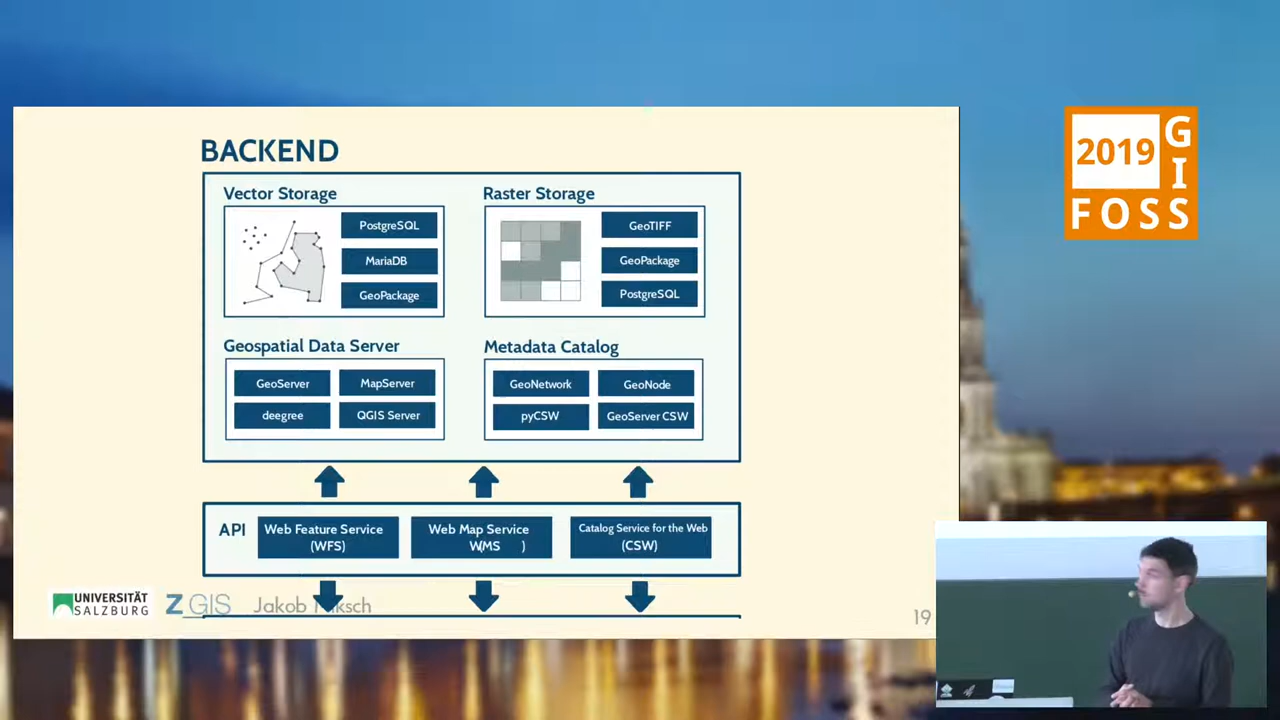 BACKEND
Vector Storage
PostgreSQL
MariaDB
GeoPackage
Raster Storage
GeoTIFF
GeoPackage
PostgreSQL
Geospatial Data Server
GeoServer
MapServer
deegree
QGIS Server
Metadata Catalog
GeoNetwork
GeoNode
pyCSW
GeoServer CSW
API
Web Feature Service
(WFS)
Web Map Service
W(MS )
Catalog Service for the Web
(CSW)
UNIVERSITÄT
SALZBURG
Z_GIS
Jakob Miksch
19
2019
GIS
FOSS